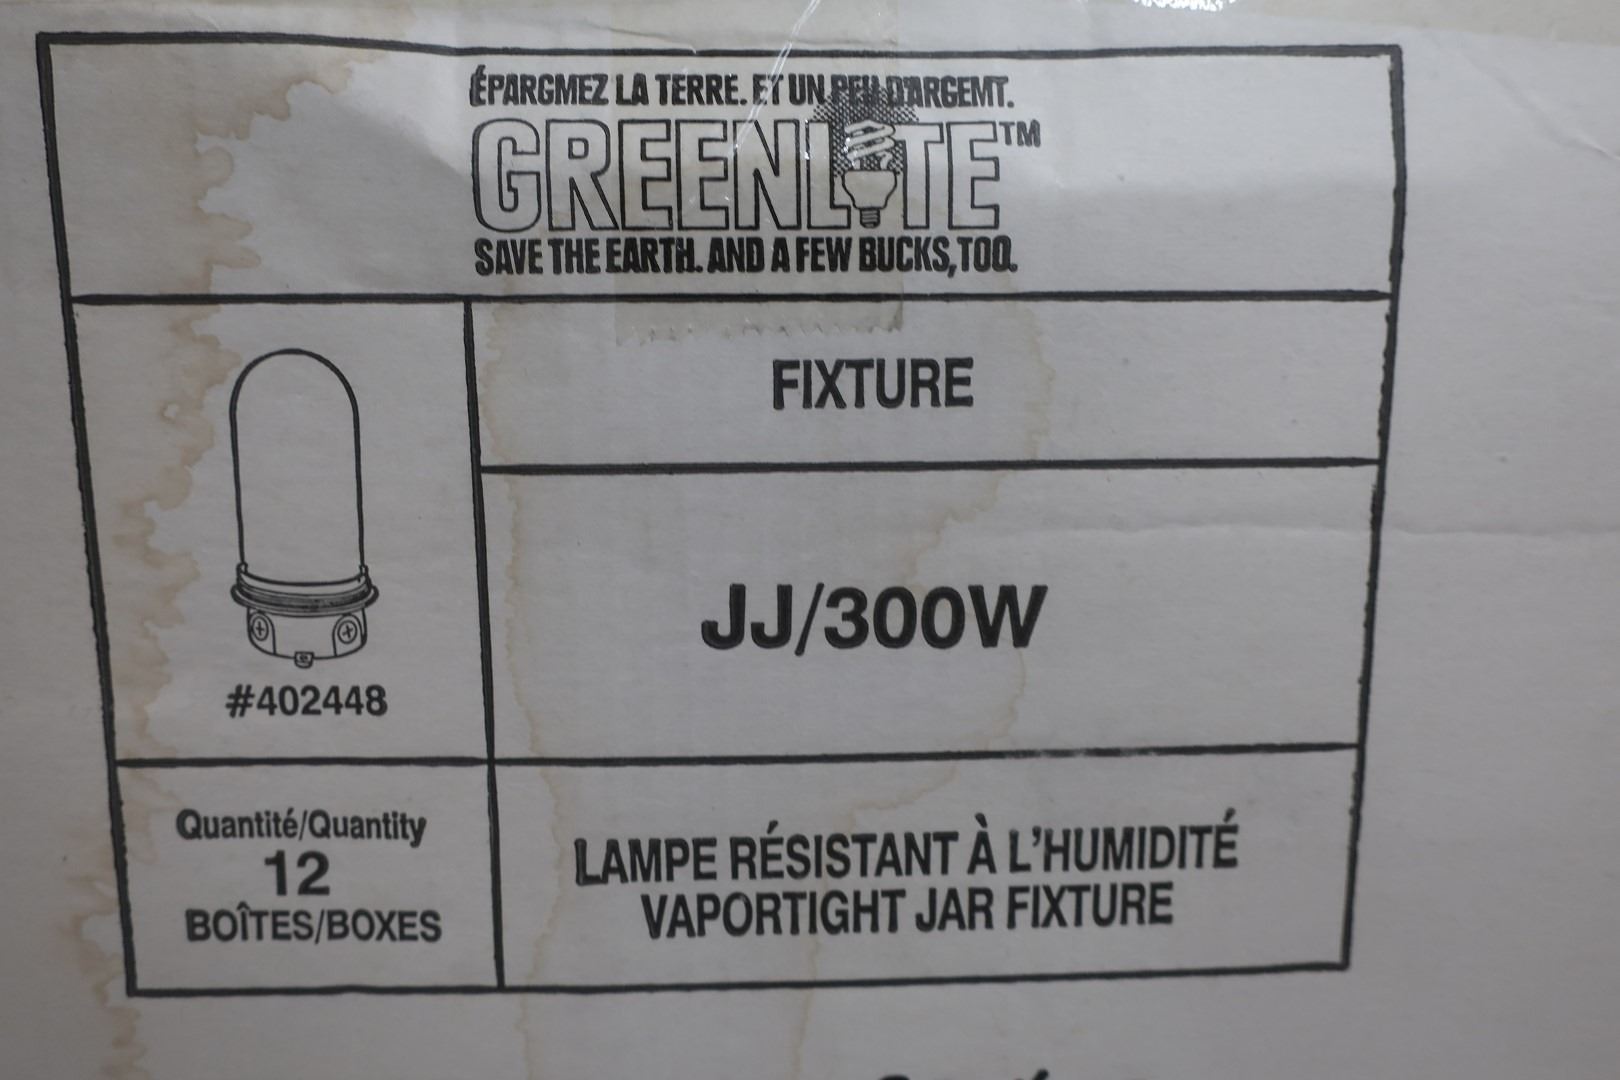 ÉPARGMEZ LA TERRE. ET UN PEU D'ARGEMT.
GREENLITE™
SAVE THE EARTH. AND A FEW BUCKS, TOO.
FIXTURE
JJ/300W
#402448
Quantité/Quantity
12
BOÎTES/BOXES
LAMPE RÉSISTANT À L'HUMIDITÉ
VAPORTIGHT JAR FIXTURE